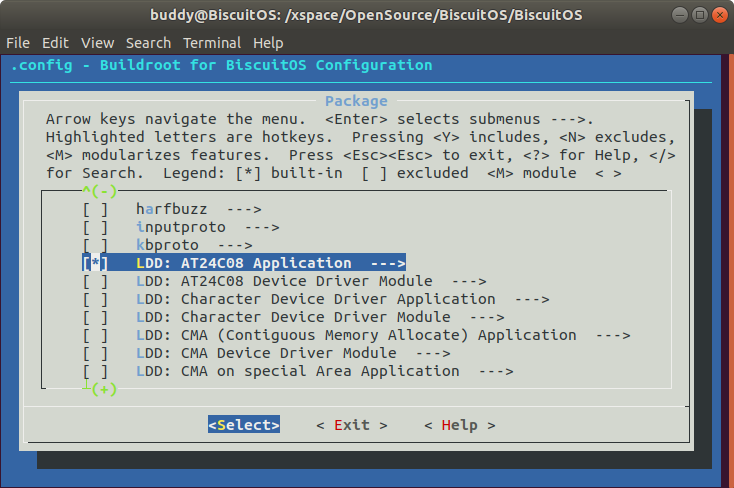 buddy@BiscuitOS: /xspace/OpenSource/BiscuitOS/BiscuitOS
File Edit View Search Terminal Help
.config - Buildroot for BiscuitOS Configuration
Package
Arrow keys navigate the menu.  <Enter> selects submenus --->.
Highlighted letters are hotkeys.  Pressing <Y> includes, <N> excludes,
<M> modularizes features.  Press <Esc><Esc> to exit, <?> for Help, </>
for Search.  Legend: [*] built-in  [ ] excluded  <M> module  < >
^(-)
[ ]   harfbuzz  --->
[ ]   inputproto  --->
[ ]   kbproto  --->
[*]   LDD: AT24C08 Application  --->
[ ]   LDD: AT24C08 Device Driver Module  --->
[ ]   LDD: Character Device Driver Application  --->
[ ]   LDD: Character Device Driver Module  --->
[ ]   LDD: CMA (Contiguous Memory Allocate) Application  --->
[ ]   LDD: CMA Device Driver Module  --->
[ ]   LDD: CMA on special Area Application  --->
(+)
<Select>    < Exit >    < Help >